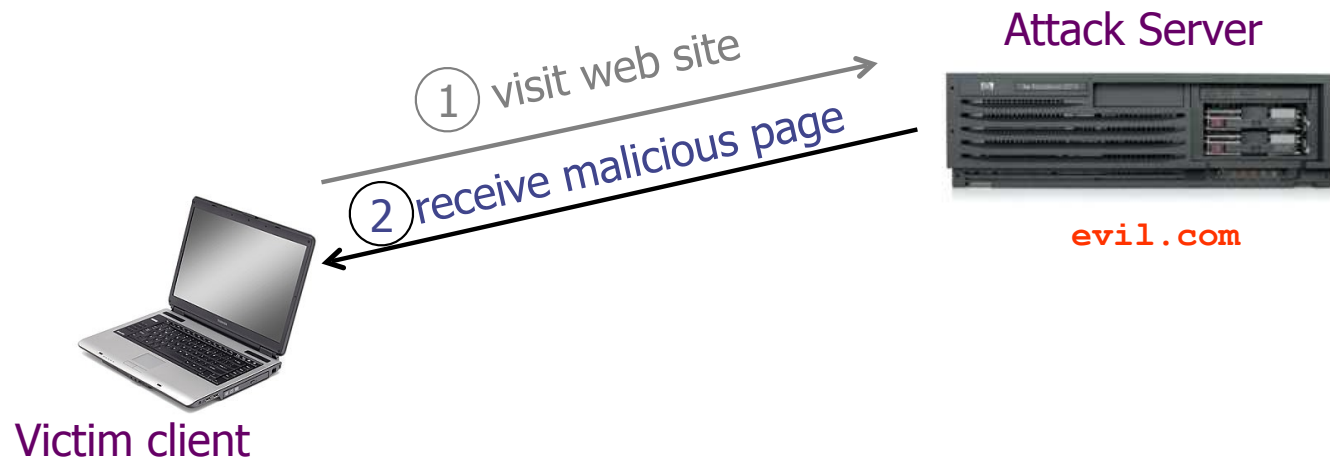 Attack Server
1 visit web site
2 receive malicious page
evil.com
Victim client